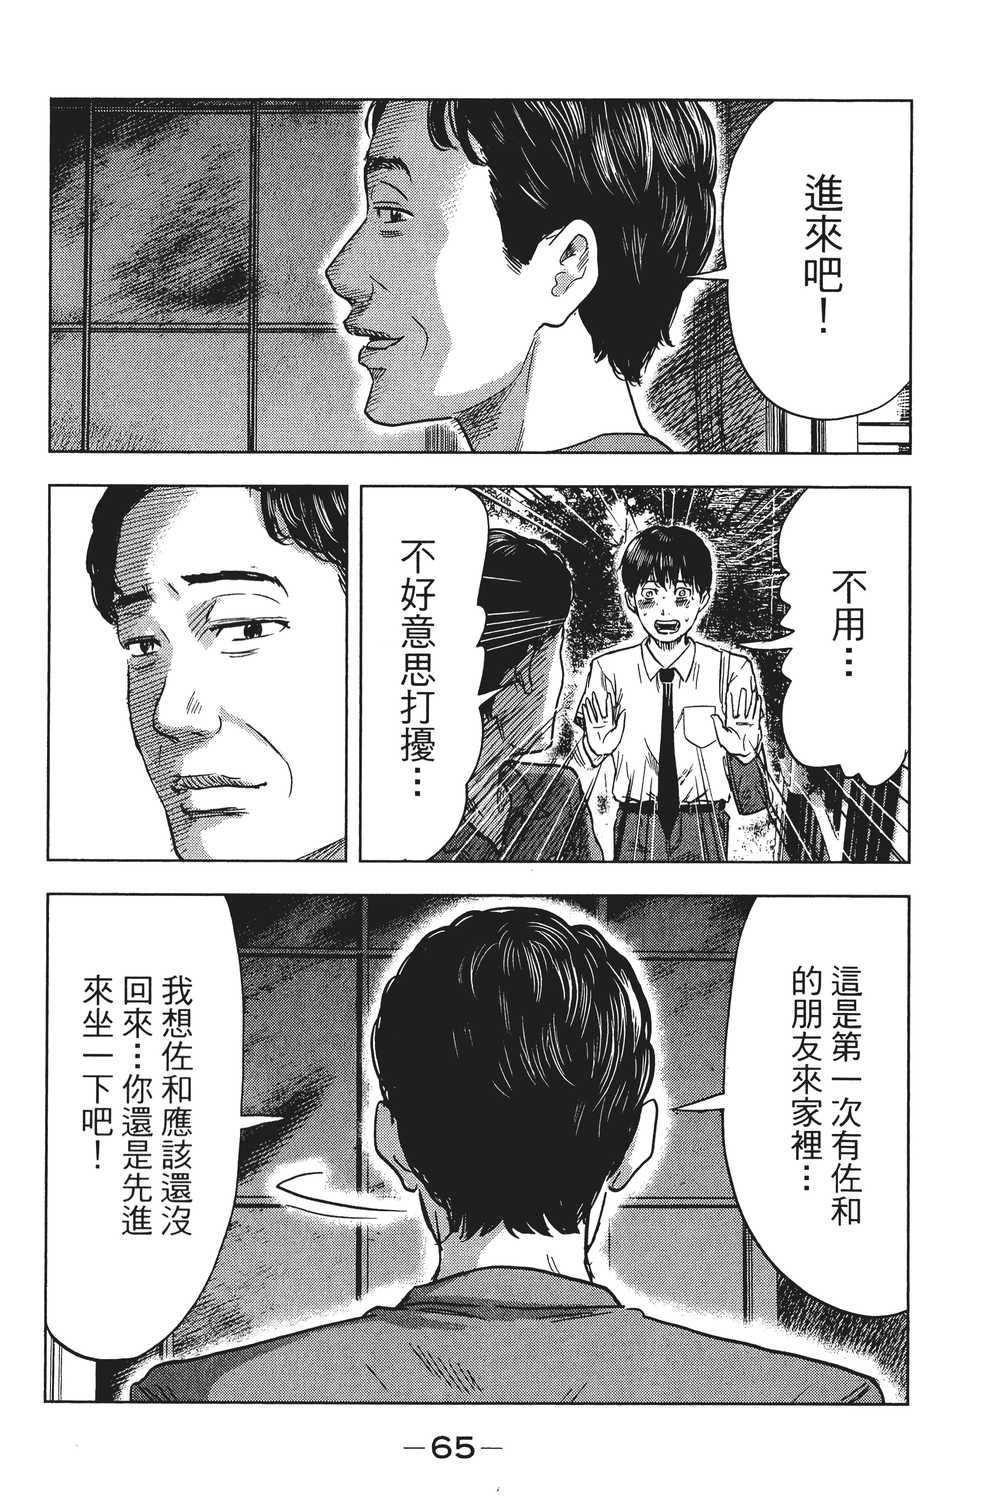 進來吧！
不用…
不好意思打擾…
這是第一次有佐和
的朋友來家裡…
我想佐和應該還沒
回來…你還是先進
來坐一下吧！
—65—